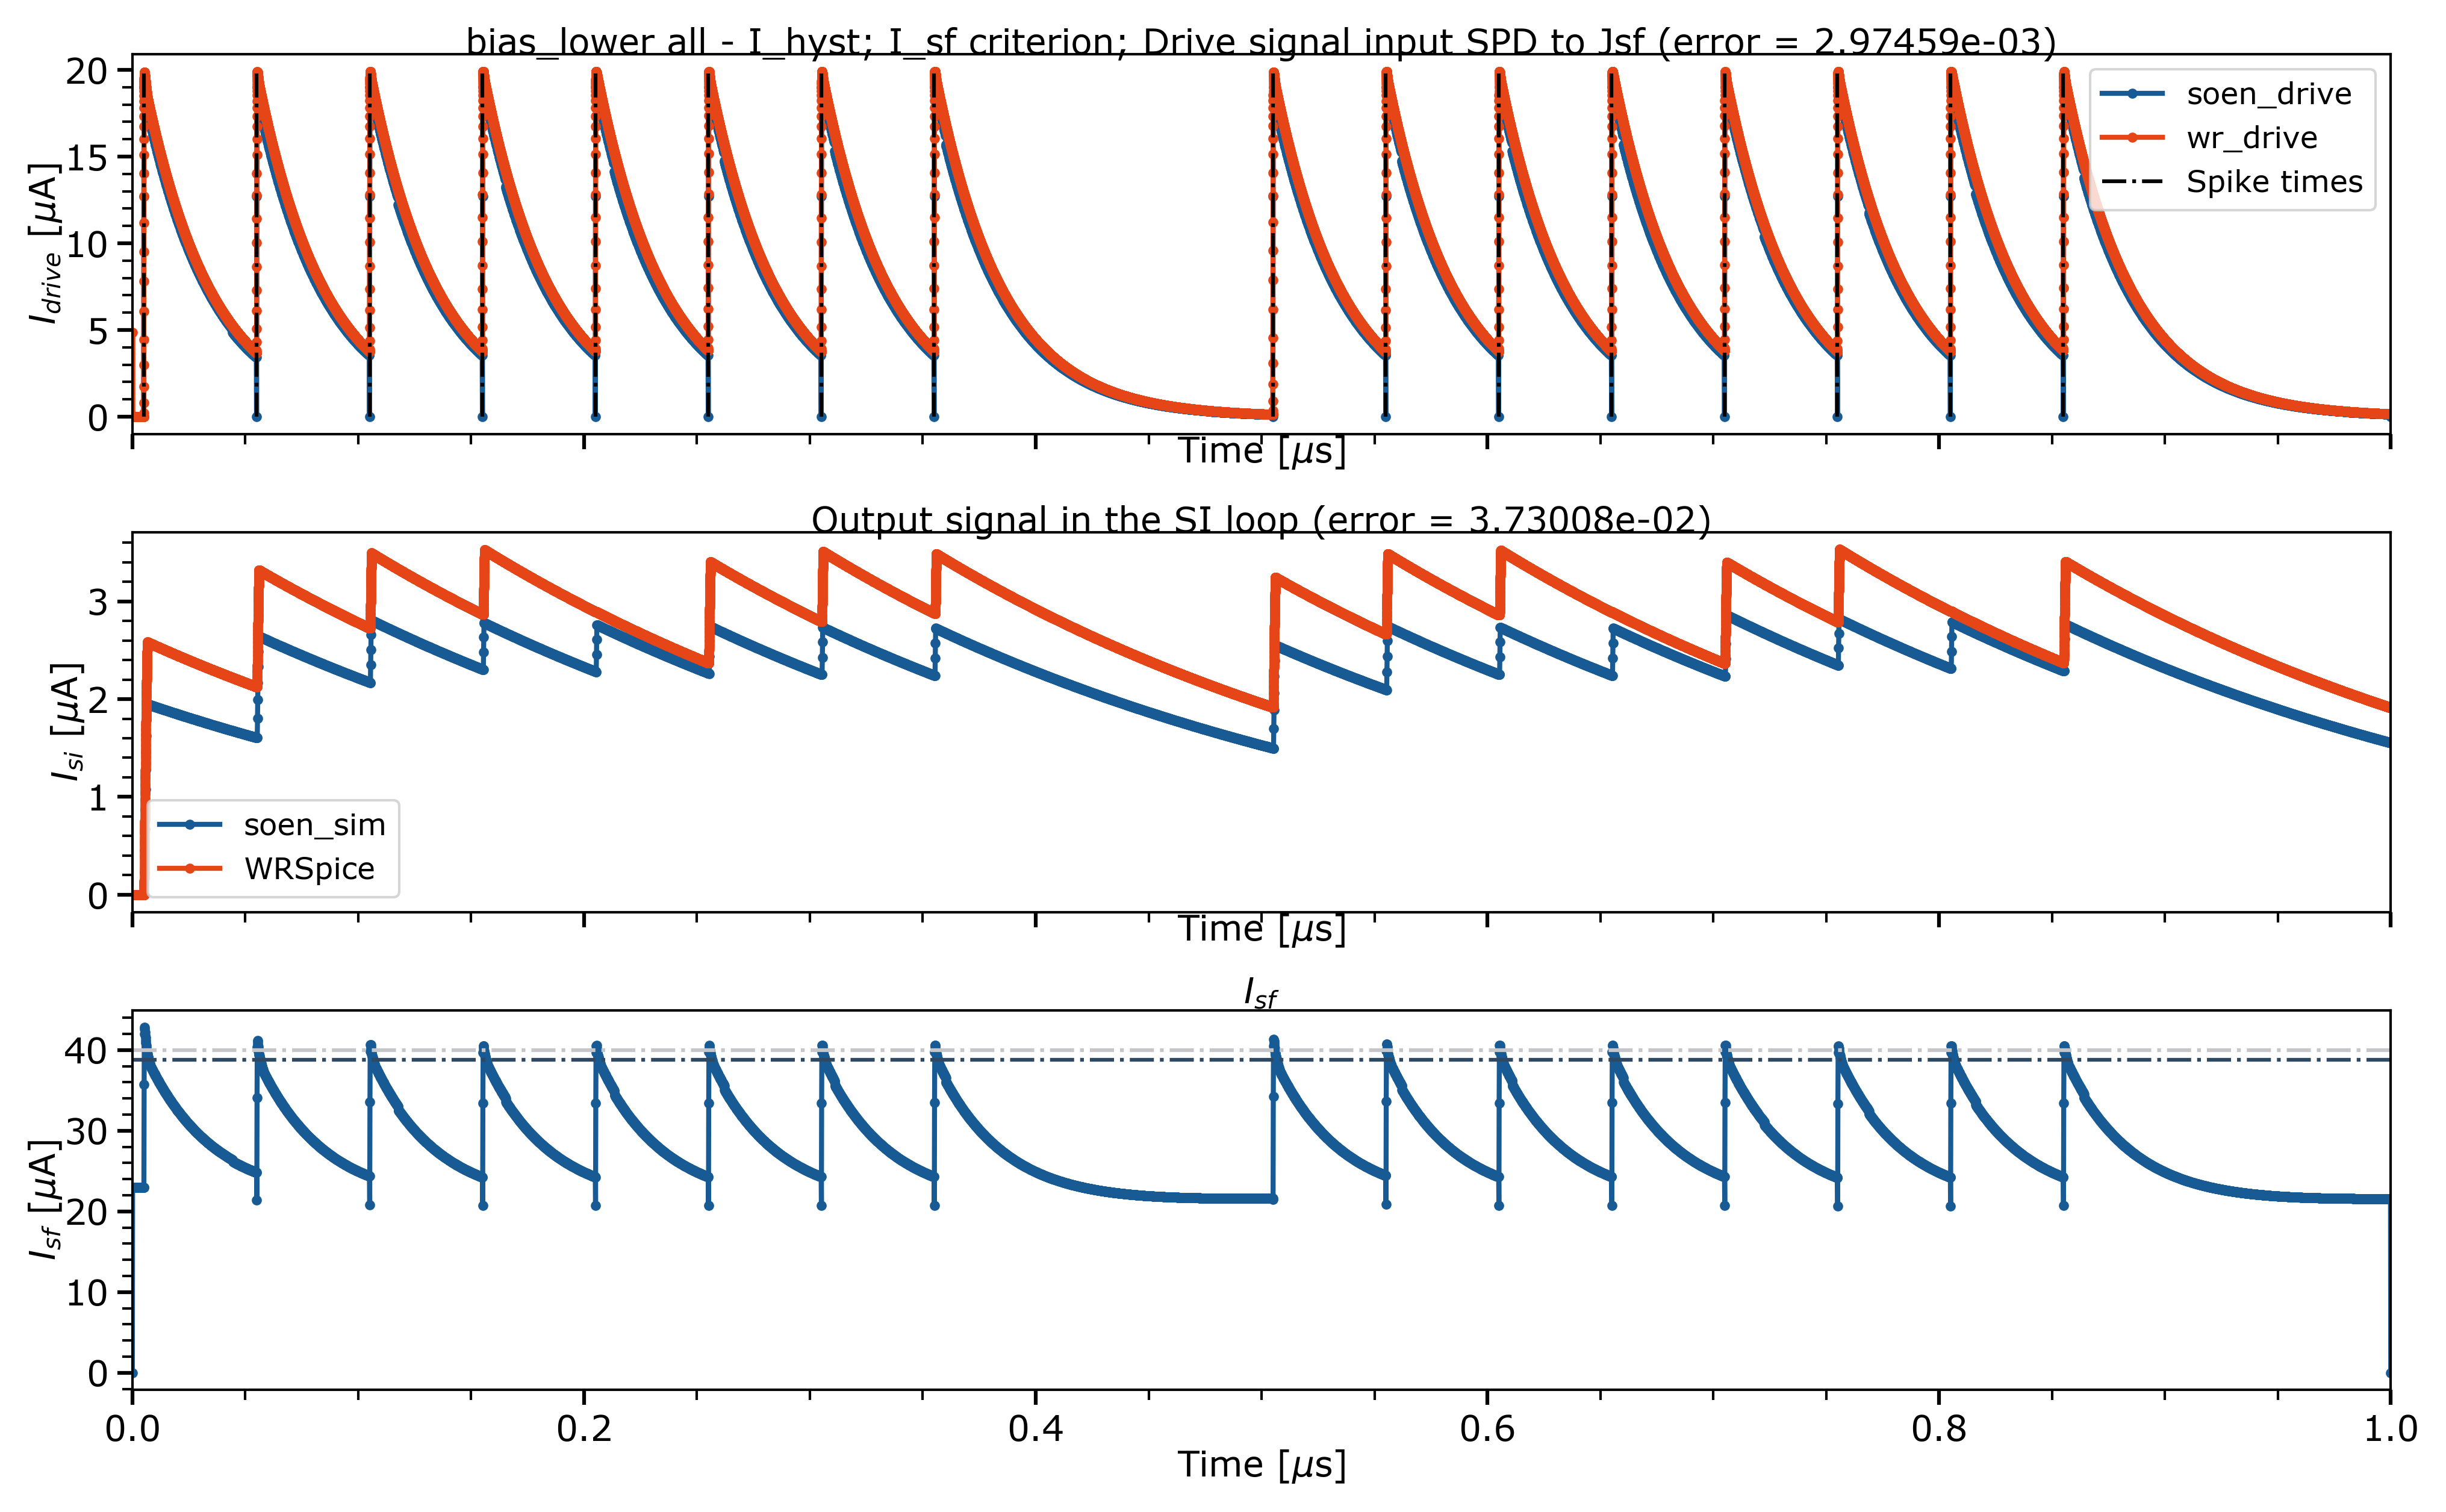 bias_lower all - I_hyst; I_sf criterion; Drive signal input SPD to Jsf (error = 2.97459e-03)
20
15
10
5
0
I_drive [μA]
soen_drive
wr_drive
Spike times
Time [μs]
Output signal in the SI loop (error = 3.73008e-02)
3
2
1
0
I_si [μA]
soen_sim
WRSpice
Time [μs]
I_sf
40
30
20
10
0
I_sf [μA]
0.0 0.2 0.4 0.6 0.8 1.0
Time [μs]